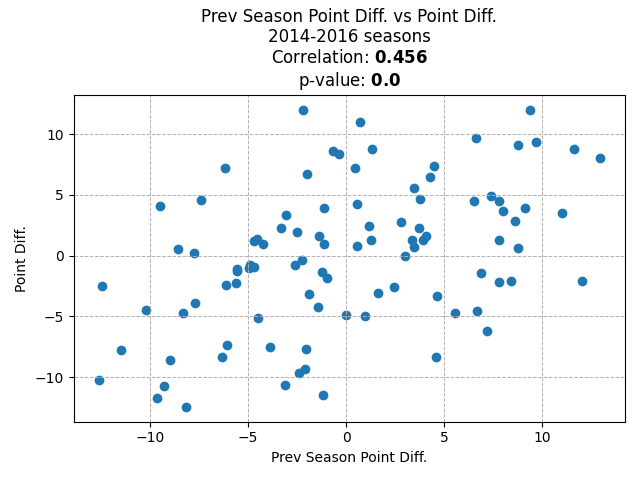 Prev Season Point Diff. vs Point Diff.
2014-2016 seasons
Correlation: 0.456
p-value: 0.0
10
5
0
−5
−10
Point Diff.
−10 −5 0 5 10
Prev Season Point Diff.